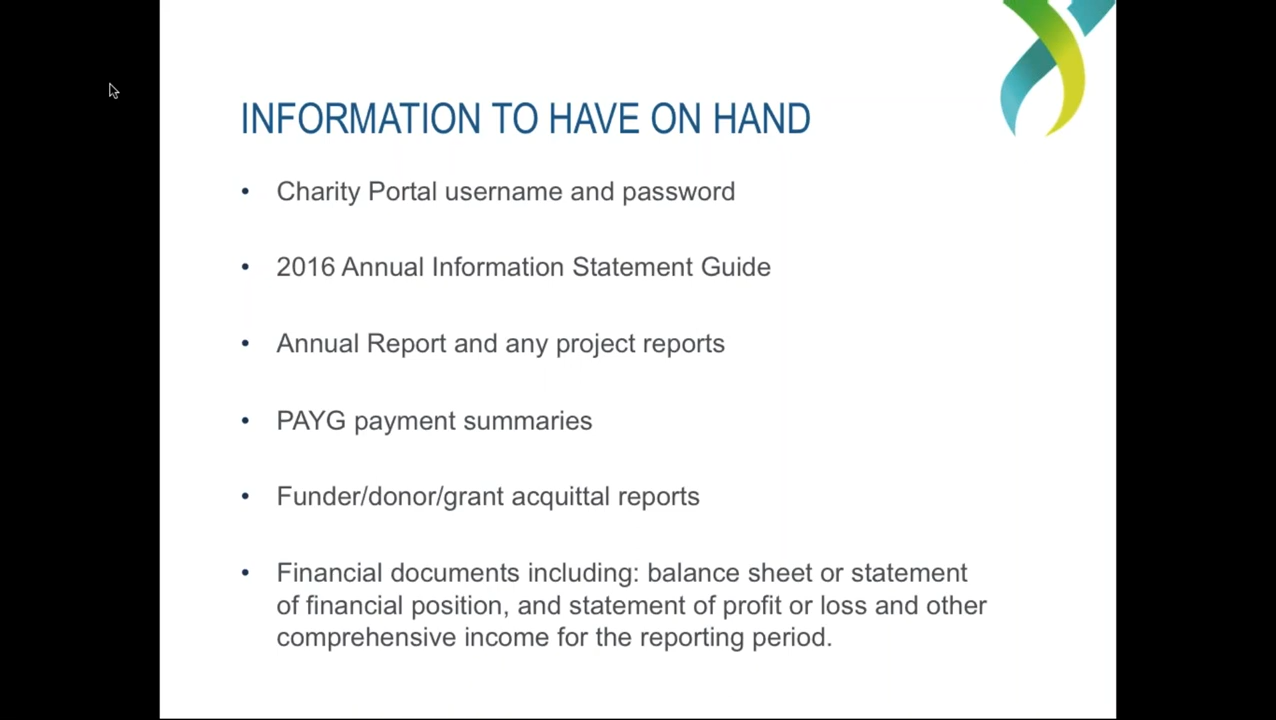 INFORMATION TO HAVE ON HAND
• Charity Portal username and password
• 2016 Annual Information Statement Guide
• Annual Report and any project reports
• PAYG payment summaries
• Funder/donor/grant acquittal reports
• Financial documents including: balance sheet or statement
of financial position, and statement of profit or loss and other
comprehensive income for the reporting period.